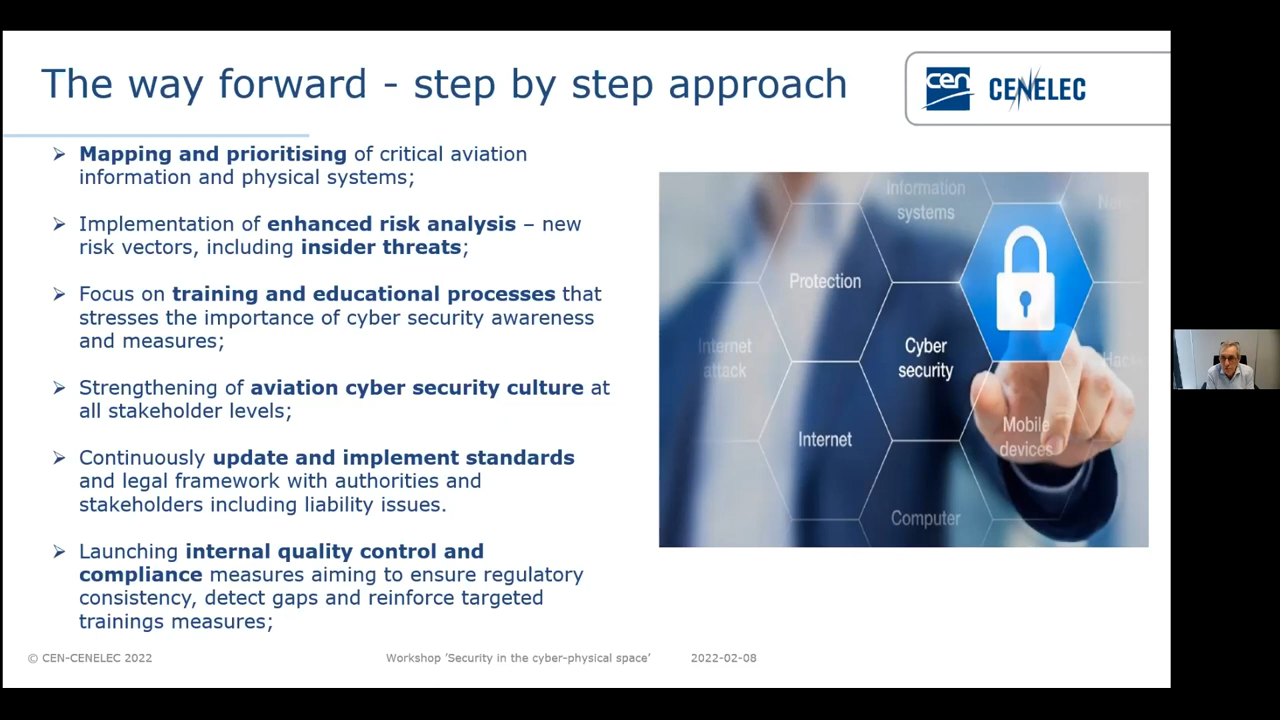 The way forward - step by step approach
cen
CENELEC
➢ Mapping and prioritising of critical aviation
information and physical systems;
➢ Implementation of enhanced risk analysis – new
risk vectors, including insider threats;
➢ Focus on training and educational processes that
stresses the importance of cyber security awareness
and measures;
➢ Strengthening of aviation cyber security culture at
all stakeholder levels;
➢ Continuously update and implement standards
and legal framework with authorities and
stakeholders including liability issues.
➢ Launching internal quality control and
compliance measures aiming to ensure regulatory
consistency, detect gaps and reinforce targeted
trainings measures;
Information
systems
Protection
Internet
attack
Cyber
security
Internet
Mobile
devices
Computer
© CEN-CENELEC 2022
Workshop ‘Security in the cyber-physical space’
2022-02-08